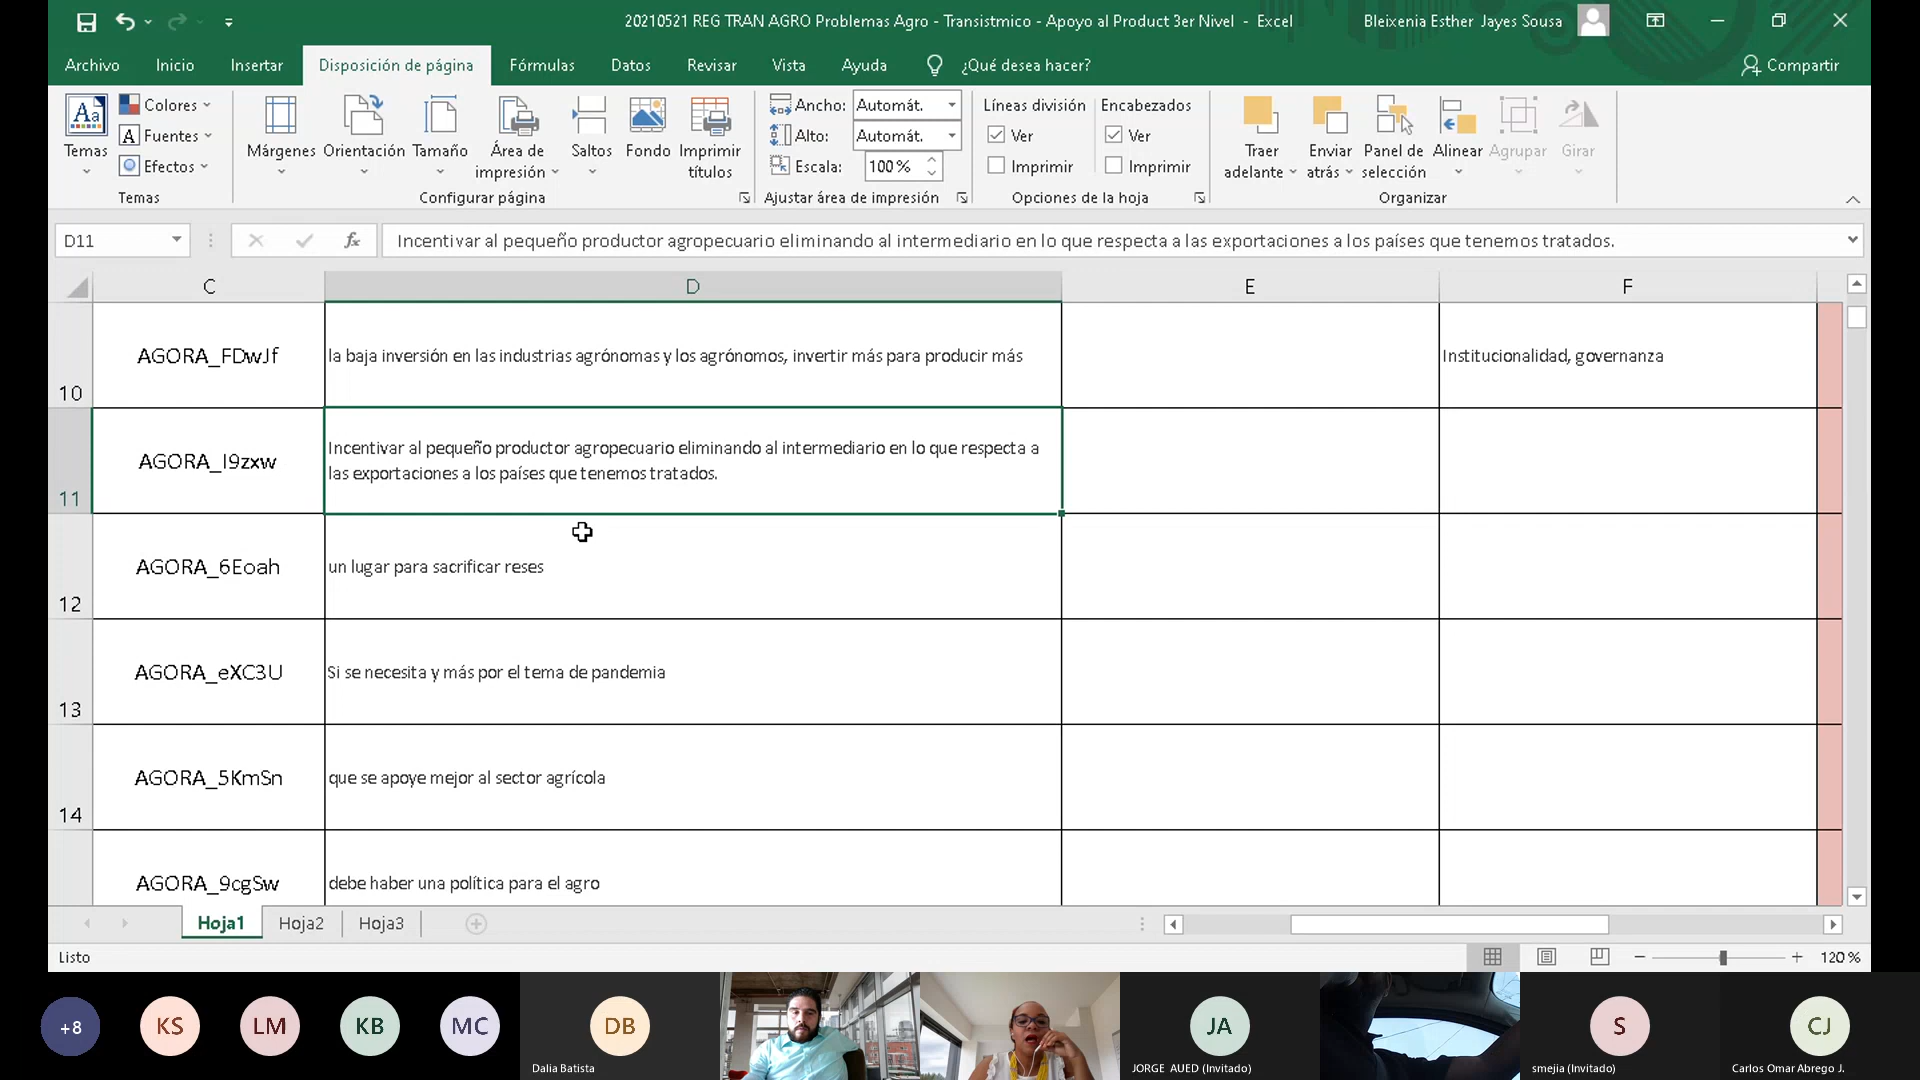 20210521 REG TRAN AGRO Problemas Agro - Transistmico - Apoyo al Product 3er Nivel - Excel
Bleixenia Esther Jayes Sousa
Archivo Inicio Insertar Disposición de página Fórmulas Datos Revisar Vista Ayuda ¿Qué desea hacer? Compartir
Temas
Colores
Fuentes
Efectos
Temas
Márgenes
Orientación
Tamaño
Área de impresión
Saltos
Fondo
Imprimir títulos
Configurar página
Ancho: Automát.
Alto: Automát.
Escala: 100 %
Ajustar área de impresión
Líneas división
Ver
Imprimir
Encabezados
Ver
Imprimir
Opciones de la hoja
Traer adelante
Enviar atrás
Panel de selección
Alinear
Agrupar
Girar
Organizar
D11
fx
Incentivar al pequeño productor agropecuario eliminando al intermediario en lo que respecta a las exportaciones a los países que tenemos tratados.
C D E F
10 AGORA_FDwJf la baja inversión en las industrias agrónomas y los agrónomos, invertir más para producir más Institucionalidad, governanza
11 AGORA_I9zxw Incentivar al pequeño productor agropecuario eliminando al intermediario en lo que respecta a
las exportaciones a los países que tenemos tratados.
12 AGORA_6Eoah un lugar para sacrificar reses
13 AGORA_eXC3U Si se necesita y más por el tema de pandemia
14 AGORA_5KmSn que se apoye mejor al sector agrícola
AGORA_9cgSw debe haber una política para el agro
Hoja1 Hoja2 Hoja3
Listo
120 %
+8 KS LM KB MC DB JA S CJ
Dalia Batista
JORGE AUED (Invitado)
smejia (Invitado)
Carlos Omar Abrego J.